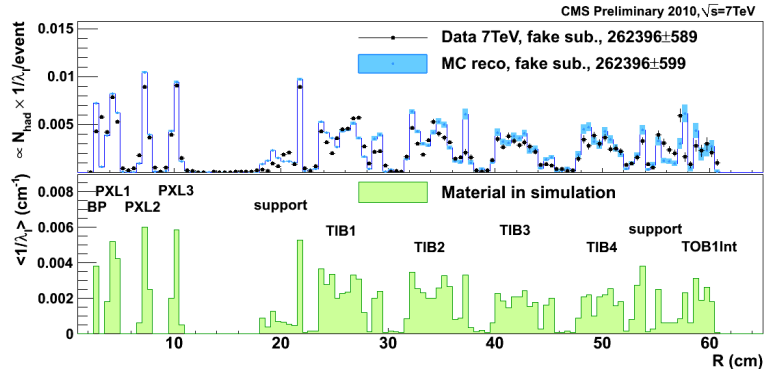 CMS Preliminary 2010,√s=7TeV
∝ N_had × 1/λ_I/event
0.015
0.01
0.005
Data 7TeV, fake sub., 262396±589
MC reco, fake sub., 262396±599
<1/λ_I> (cm⁻¹)
0.008
0.006
0.004
0.002
0
Material in simulation
PXL1
PXL3
BP
PXL2
support
support
TIB1
TIB2
TIB3
TIB4
TOB1Int
10 20 30 40 50 60
R (cm)